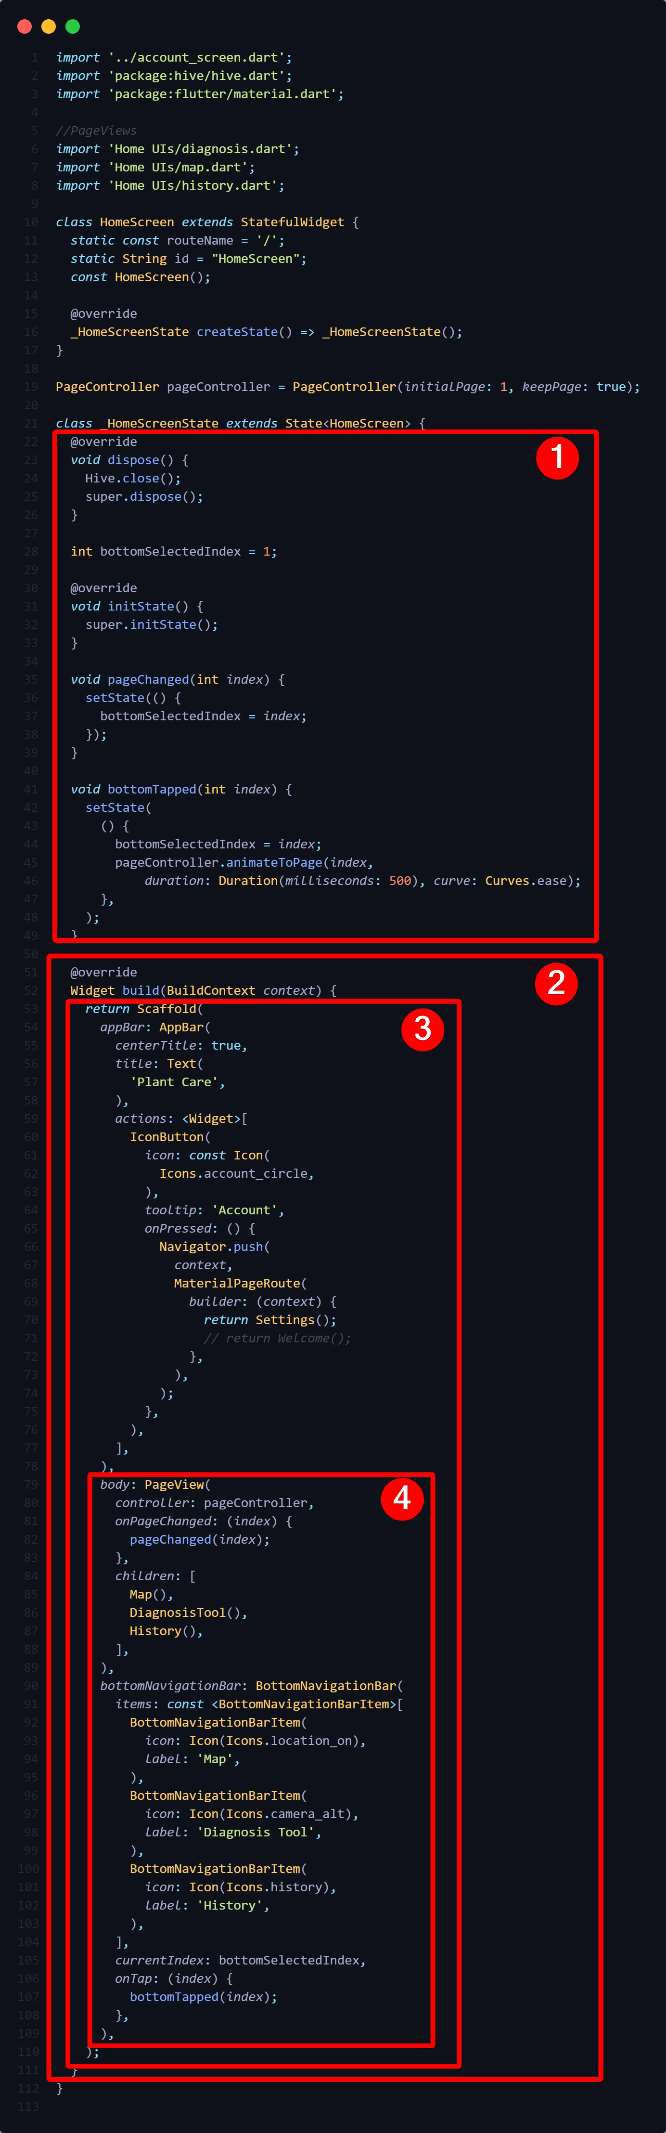 1 import '../account_screen.dart';
2 import 'package:hive/hive.dart';
3 import 'package:flutter/material.dart';
4
5 //PageViews
6 import 'Home UIs/diagnosis.dart';
7 import 'Home UIs/map.dart';
8 import 'Home UIs/history.dart';
9
10 class HomeScreen extends StatefulWidget {
11 static const routeName = '/';
12 static String id = "HomeScreen";
13 const HomeScreen();
14
15 @override
16 _HomeScreenState createState() => _HomeScreenState();
17 }
18
19 PageController pageController = PageController(initialPage: 1, keepPage: true);
20
21 class _HomeScreenState extends State<HomeScreen> {
22 @override
1
23 void dispose() {
24 Hive.close();
25 super.dispose();
26 }
27
28 int bottomSelectedIndex = 1;
29
30 @override
31 void initState() {
32 super.initState();
33 }
34
35 void pageChanged(int index) {
36 setState(() {
37 bottomSelectedIndex = index;
38 });
39 }
40
41 void bottomTapped(int index) {
42 setState(
43 () {
44 bottomSelectedIndex = index;
45 pageController.animateToPage(index,
46 duration: Duration(milliseconds: 500), curve: Curves.ease);
47 },
48 );
49 }
50
51 @override
2
52 Widget build(BuildContext context) {
53 return Scaffold(
3
54 appBar: AppBar(
55 centerTitle: true,
56 title: Text(
57 'Plant Care',
58 ),
59 actions: <Widget>[
60 IconButton(
61 icon: const Icon(
62 Icons.account_circle,
63 ),
64 tooltip: 'Account',
65 onPressed: () {
66 Navigator.push(
67 context,
68 MaterialPageRoute(
69 builder: (context) {
70 return Settings();
71 // return Welcome();
72 },
73 ),
74 );
75 },
76 ),
77 ],
78 ),
79 body: PageView(
4
80 controller: pageController,
81 onPageChanged: (index) {
82 pageChanged(index);
83 },
84 children: [
85 Map(),
86 DiagnosisTool(),
87 History(),
88 ],
89 ),
90 bottomNavigationBar: BottomNavigationBar(
91 items: const <BottomNavigationBarItem>[
92 BottomNavigationBarItem(
93 icon: Icon(Icons.location_on),
94 label: 'Map',
95 ),
96 BottomNavigationBarItem(
97 icon: Icon(Icons.camera_alt),
98 label: 'Diagnosis Tool',
99 ),
100 BottomNavigationBarItem(
101 icon: Icon(Icons.history),
102 label: 'History',
103 ),
104 ],
105 currentIndex: bottomSelectedIndex,
106 onTap: (index) {
107 bottomTapped(index);
108 },
109 ),
110 );
111 }
112 }
113